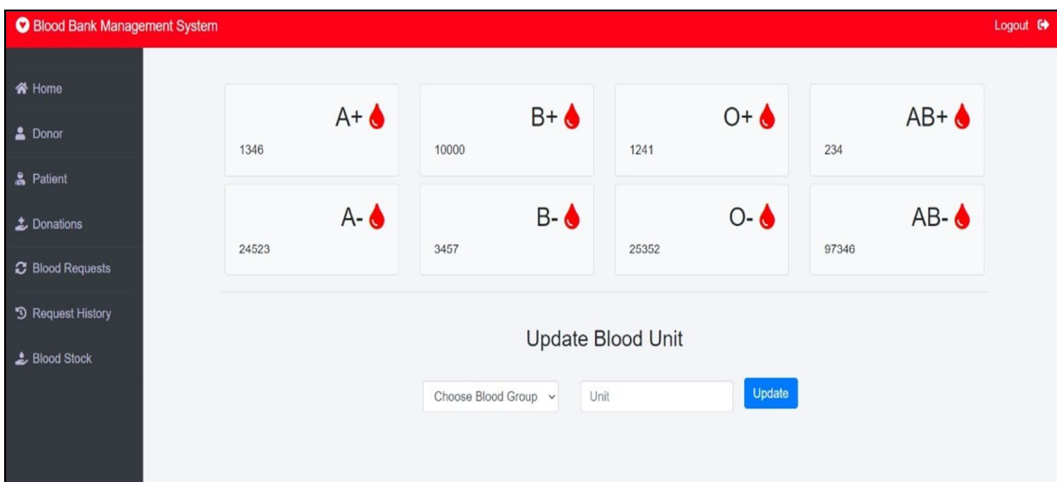 Blood Bank Management System
Logout
Home
Donor
Patient
Donations
Blood Requests
Request History
Blood Stock
A+
B+
O+
AB+
1346
10000
1241
234
A-
B-
O-
AB-
24523
3457
25352
97346
Update Blood Unit
Choose Blood Group
Unit
Update